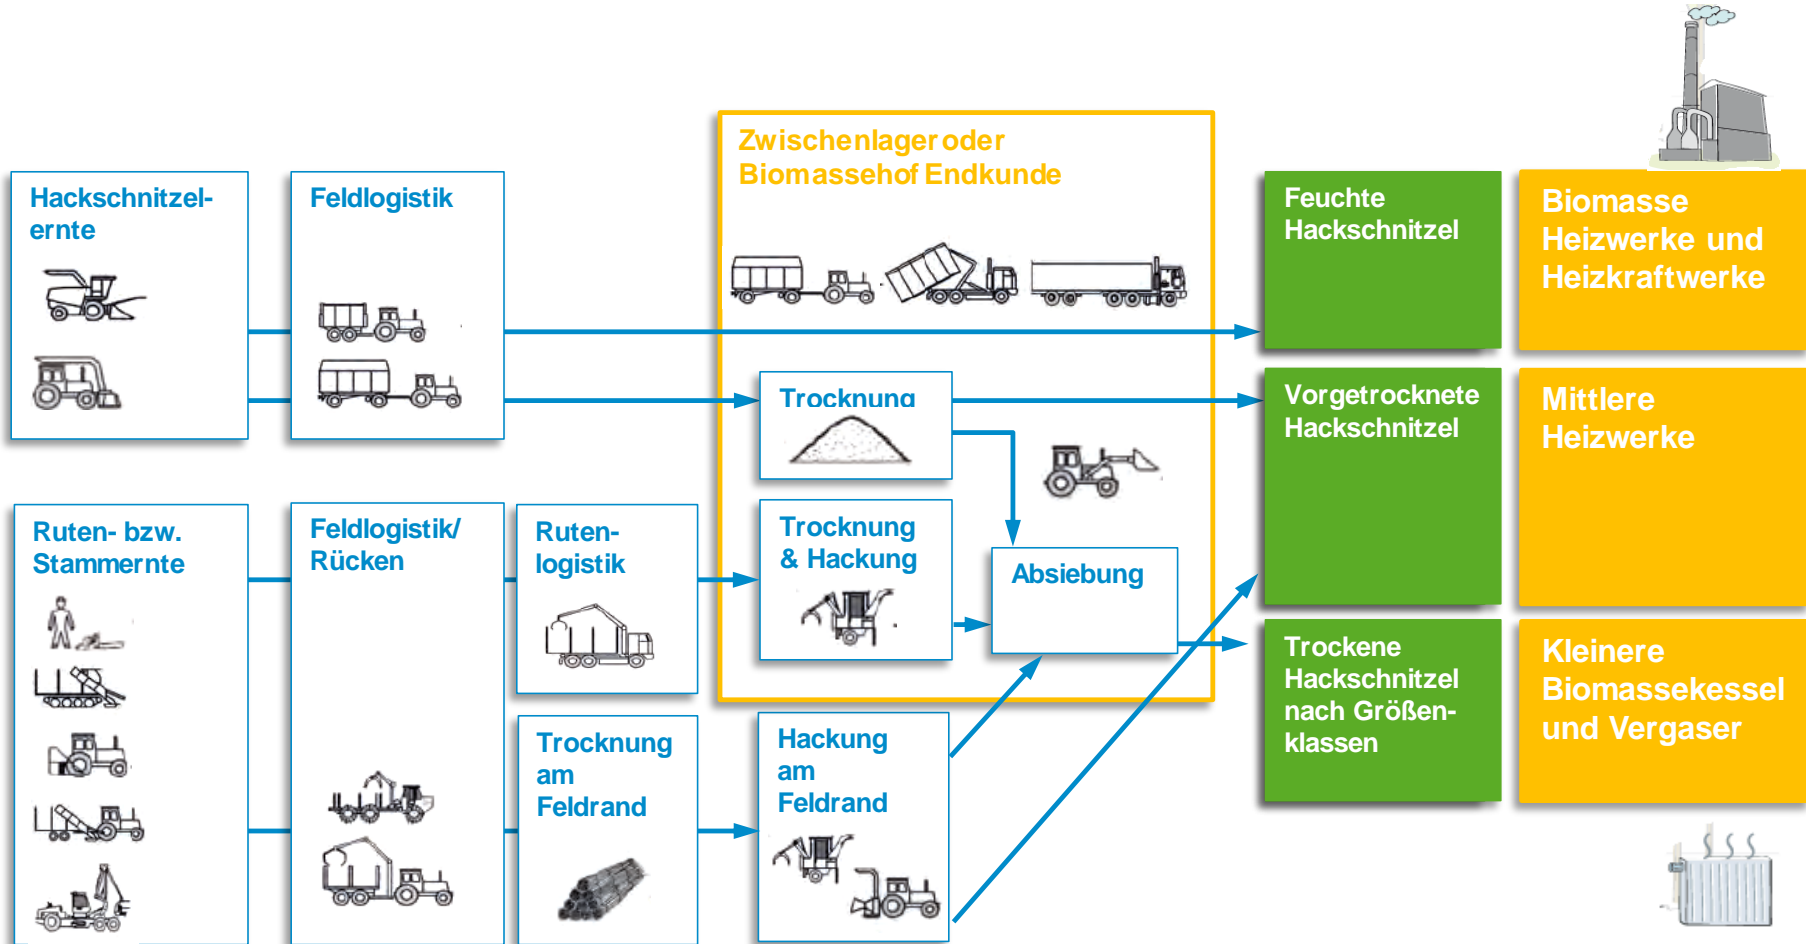 Zwischenlager oder
Biomassehof Endkunde
Hackschnitzel-
ernte
Feldlogistik
Feuchte
Hackschnitzel
Biomasse
Heizwerke und
Heizkraftwerke
Trocknung
Vorgetrocknete
Hackschnitzel
Mittlere
Heizwerke
Ruten- bzw.
Stammernte
Feldlogistik/
Rücken
Ruten-
logistik
Trocknung
& Hackung
Absiebung
Trockene
Hackschnitzel
nach Größen-
klassen
Kleinere
Biomassekessel
und Vergaser
Trocknung
am
Feldrand
Hackung
am
Feldrand